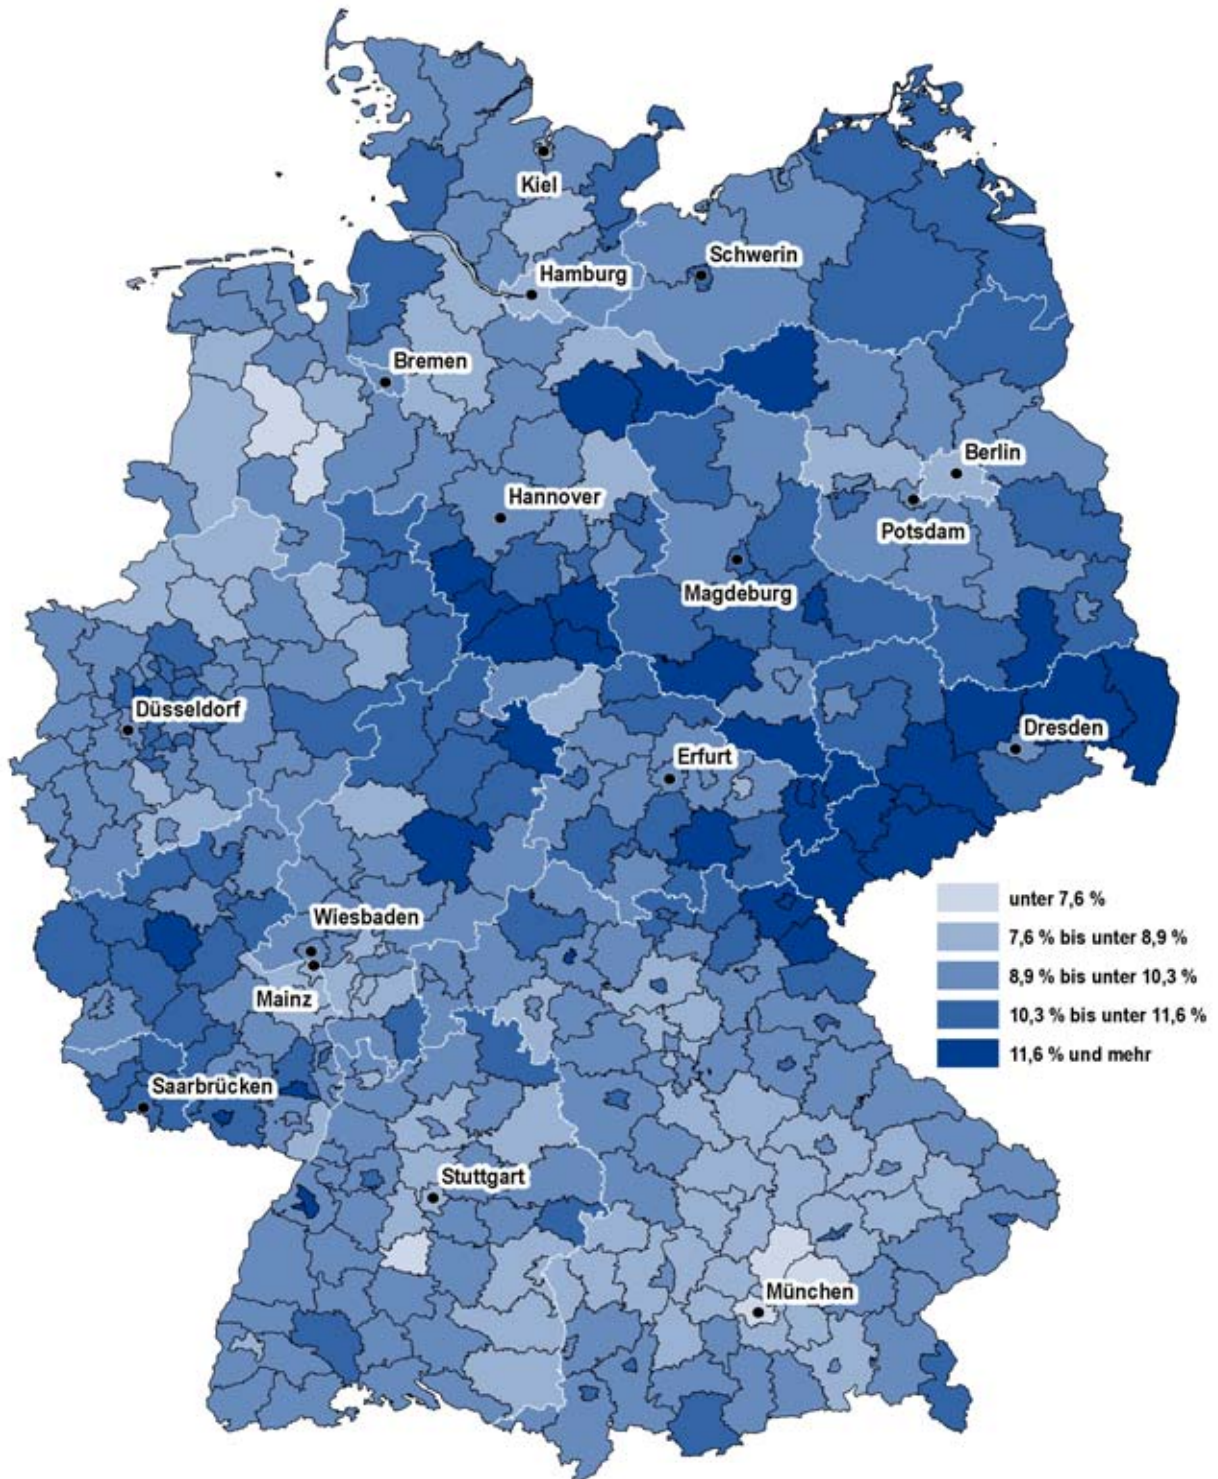 Kiel
Schwerin
Hamburg
Bremen
Berlin
Hannover
Potsdam
Magdeburg
Düsseldorf
Dresden
Erfurt
unter 7,6 %
Wiesbaden
7,6 % bis unter 8,9 %
8,9 % bis unter 10,3 %
Mainz
10,3 % bis unter 11,6 %
11,6 % und mehr
Saarbrücken
Stuttgart
München